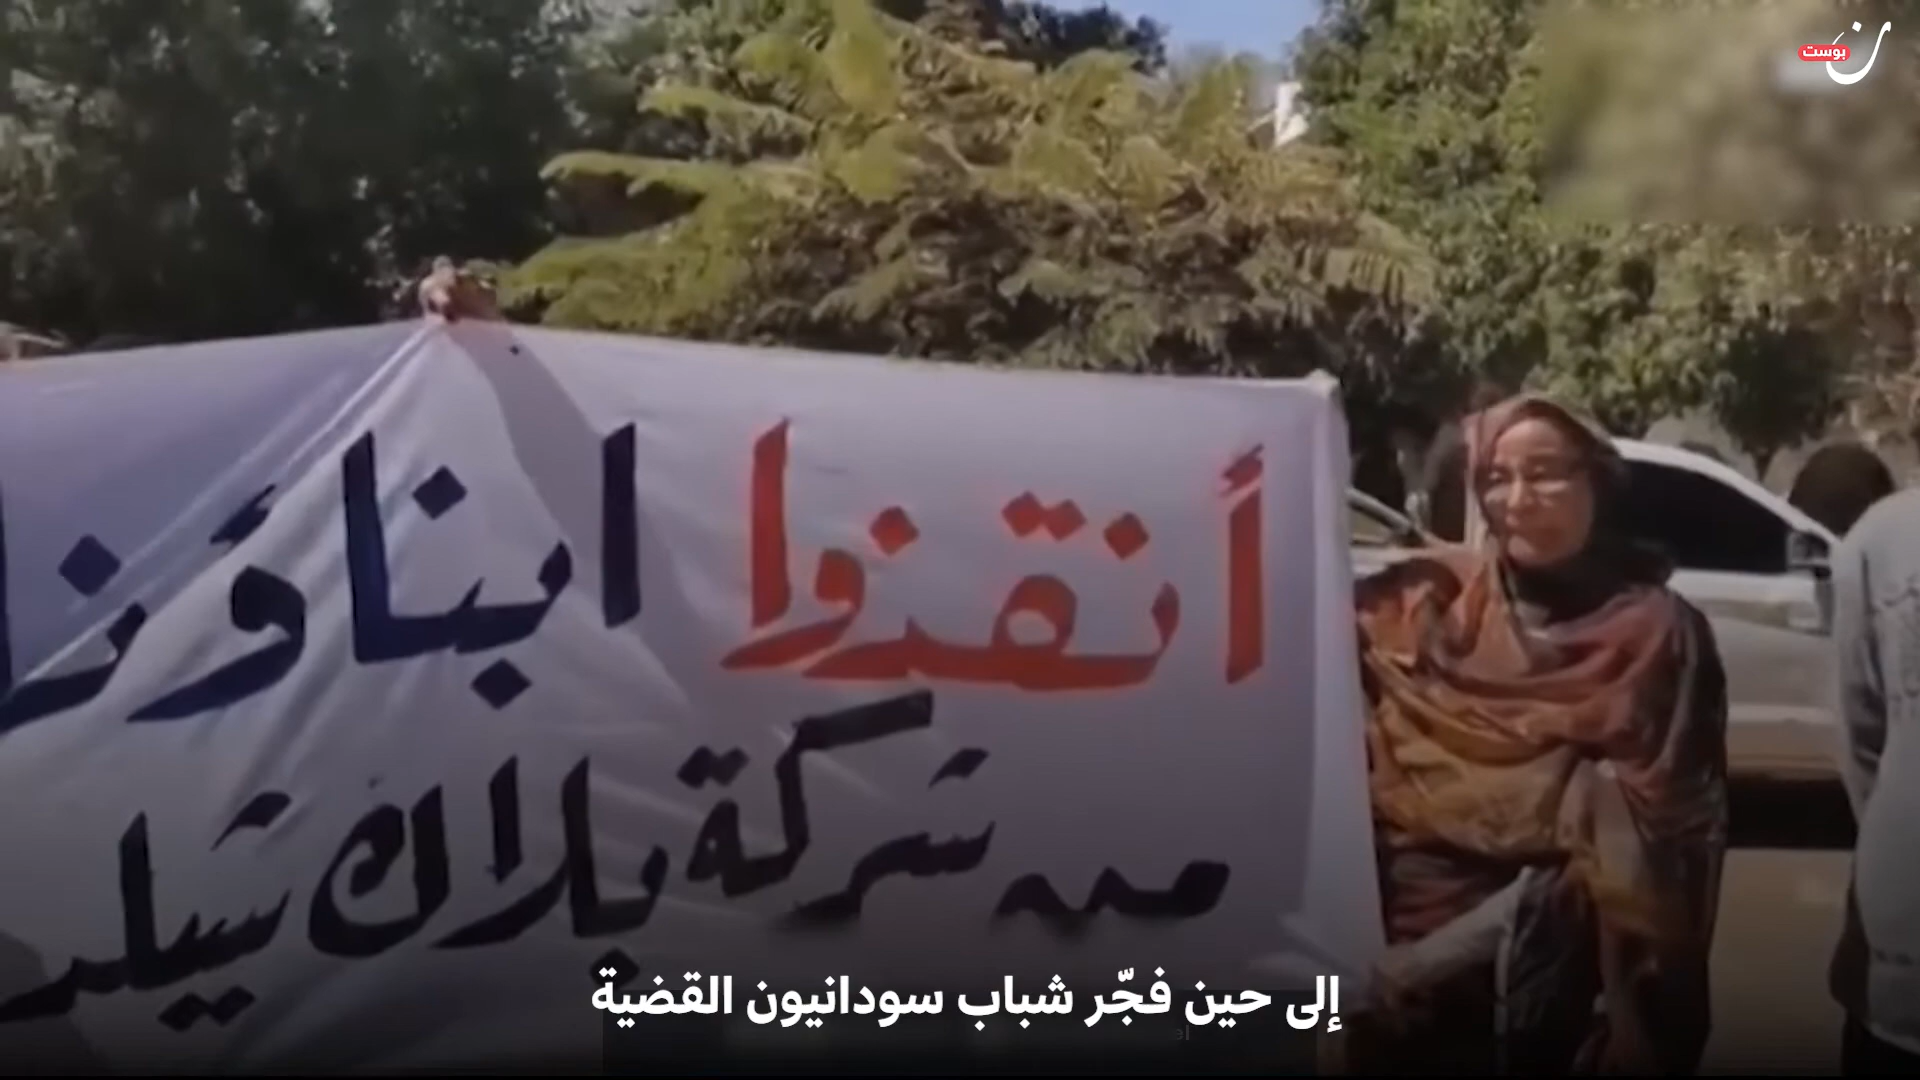 ن بوست
أنقذوا ابناؤنا
من شركة بلاك شيلد
إلى حين فجّر شباب سودانيون القضية